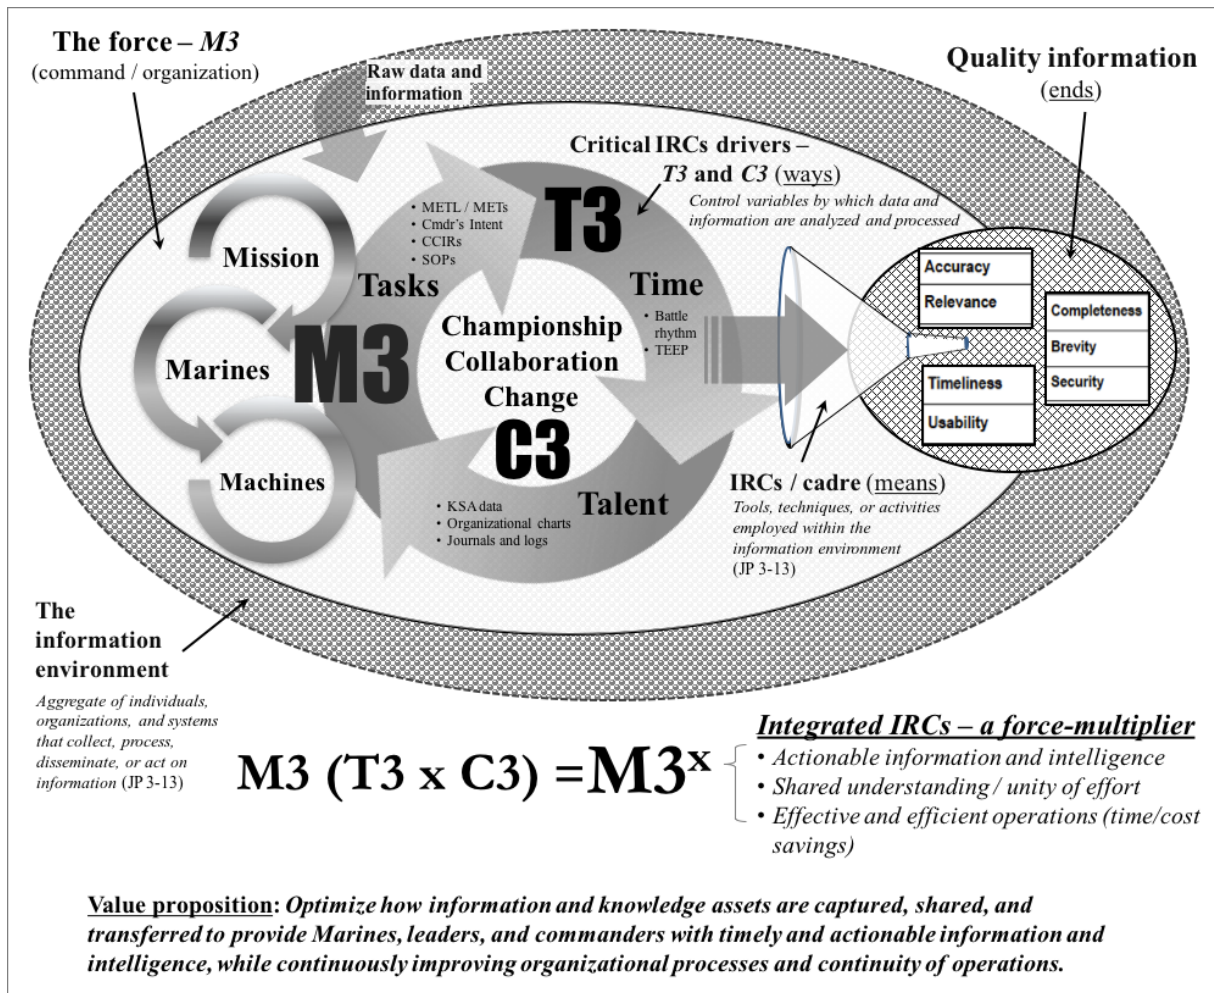 The force – M3
(command / organization)
Raw data and
information
Quality information
(ends)
Critical IRCs drivers –
T3 and C3 (ways)
Control variables by which data and
information are analyzed and processed
Mission
Marines
Machines
M3
Tasks
• METL / METs
• Cmdr's Intent
• CCIRs
• SOPs
T3
Time
• Battle
rhythm
• TEEP
Championship
Collaboration
Change
C3
Talent
• KSA data
• Organizational charts
• Journals and logs
Accuracy
Relevance
Completeness
Brevity
Security
Timeliness
Usability
IRCs / cadre (means)
Tools, techniques, or activities
employed within the
information environment
(JP 3-13)
The
information
environment
Aggregate of individuals,
organizations, and systems
that collect, process,
disseminate, or act on
information (JP 3-13)
M3 (T3 x C3) =M3ˣ
Integrated IRCs – a force-multiplier
• Actionable information and intelligence
• Shared understanding / unity of effort
• Effective and efficient operations (time/cost
savings)
Value proposition: Optimize how information and knowledge assets are captured, shared, and
transferred to provide Marines, leaders, and commanders with timely and actionable information and
intelligence, while continuously improving organizational processes and continuity of operations.